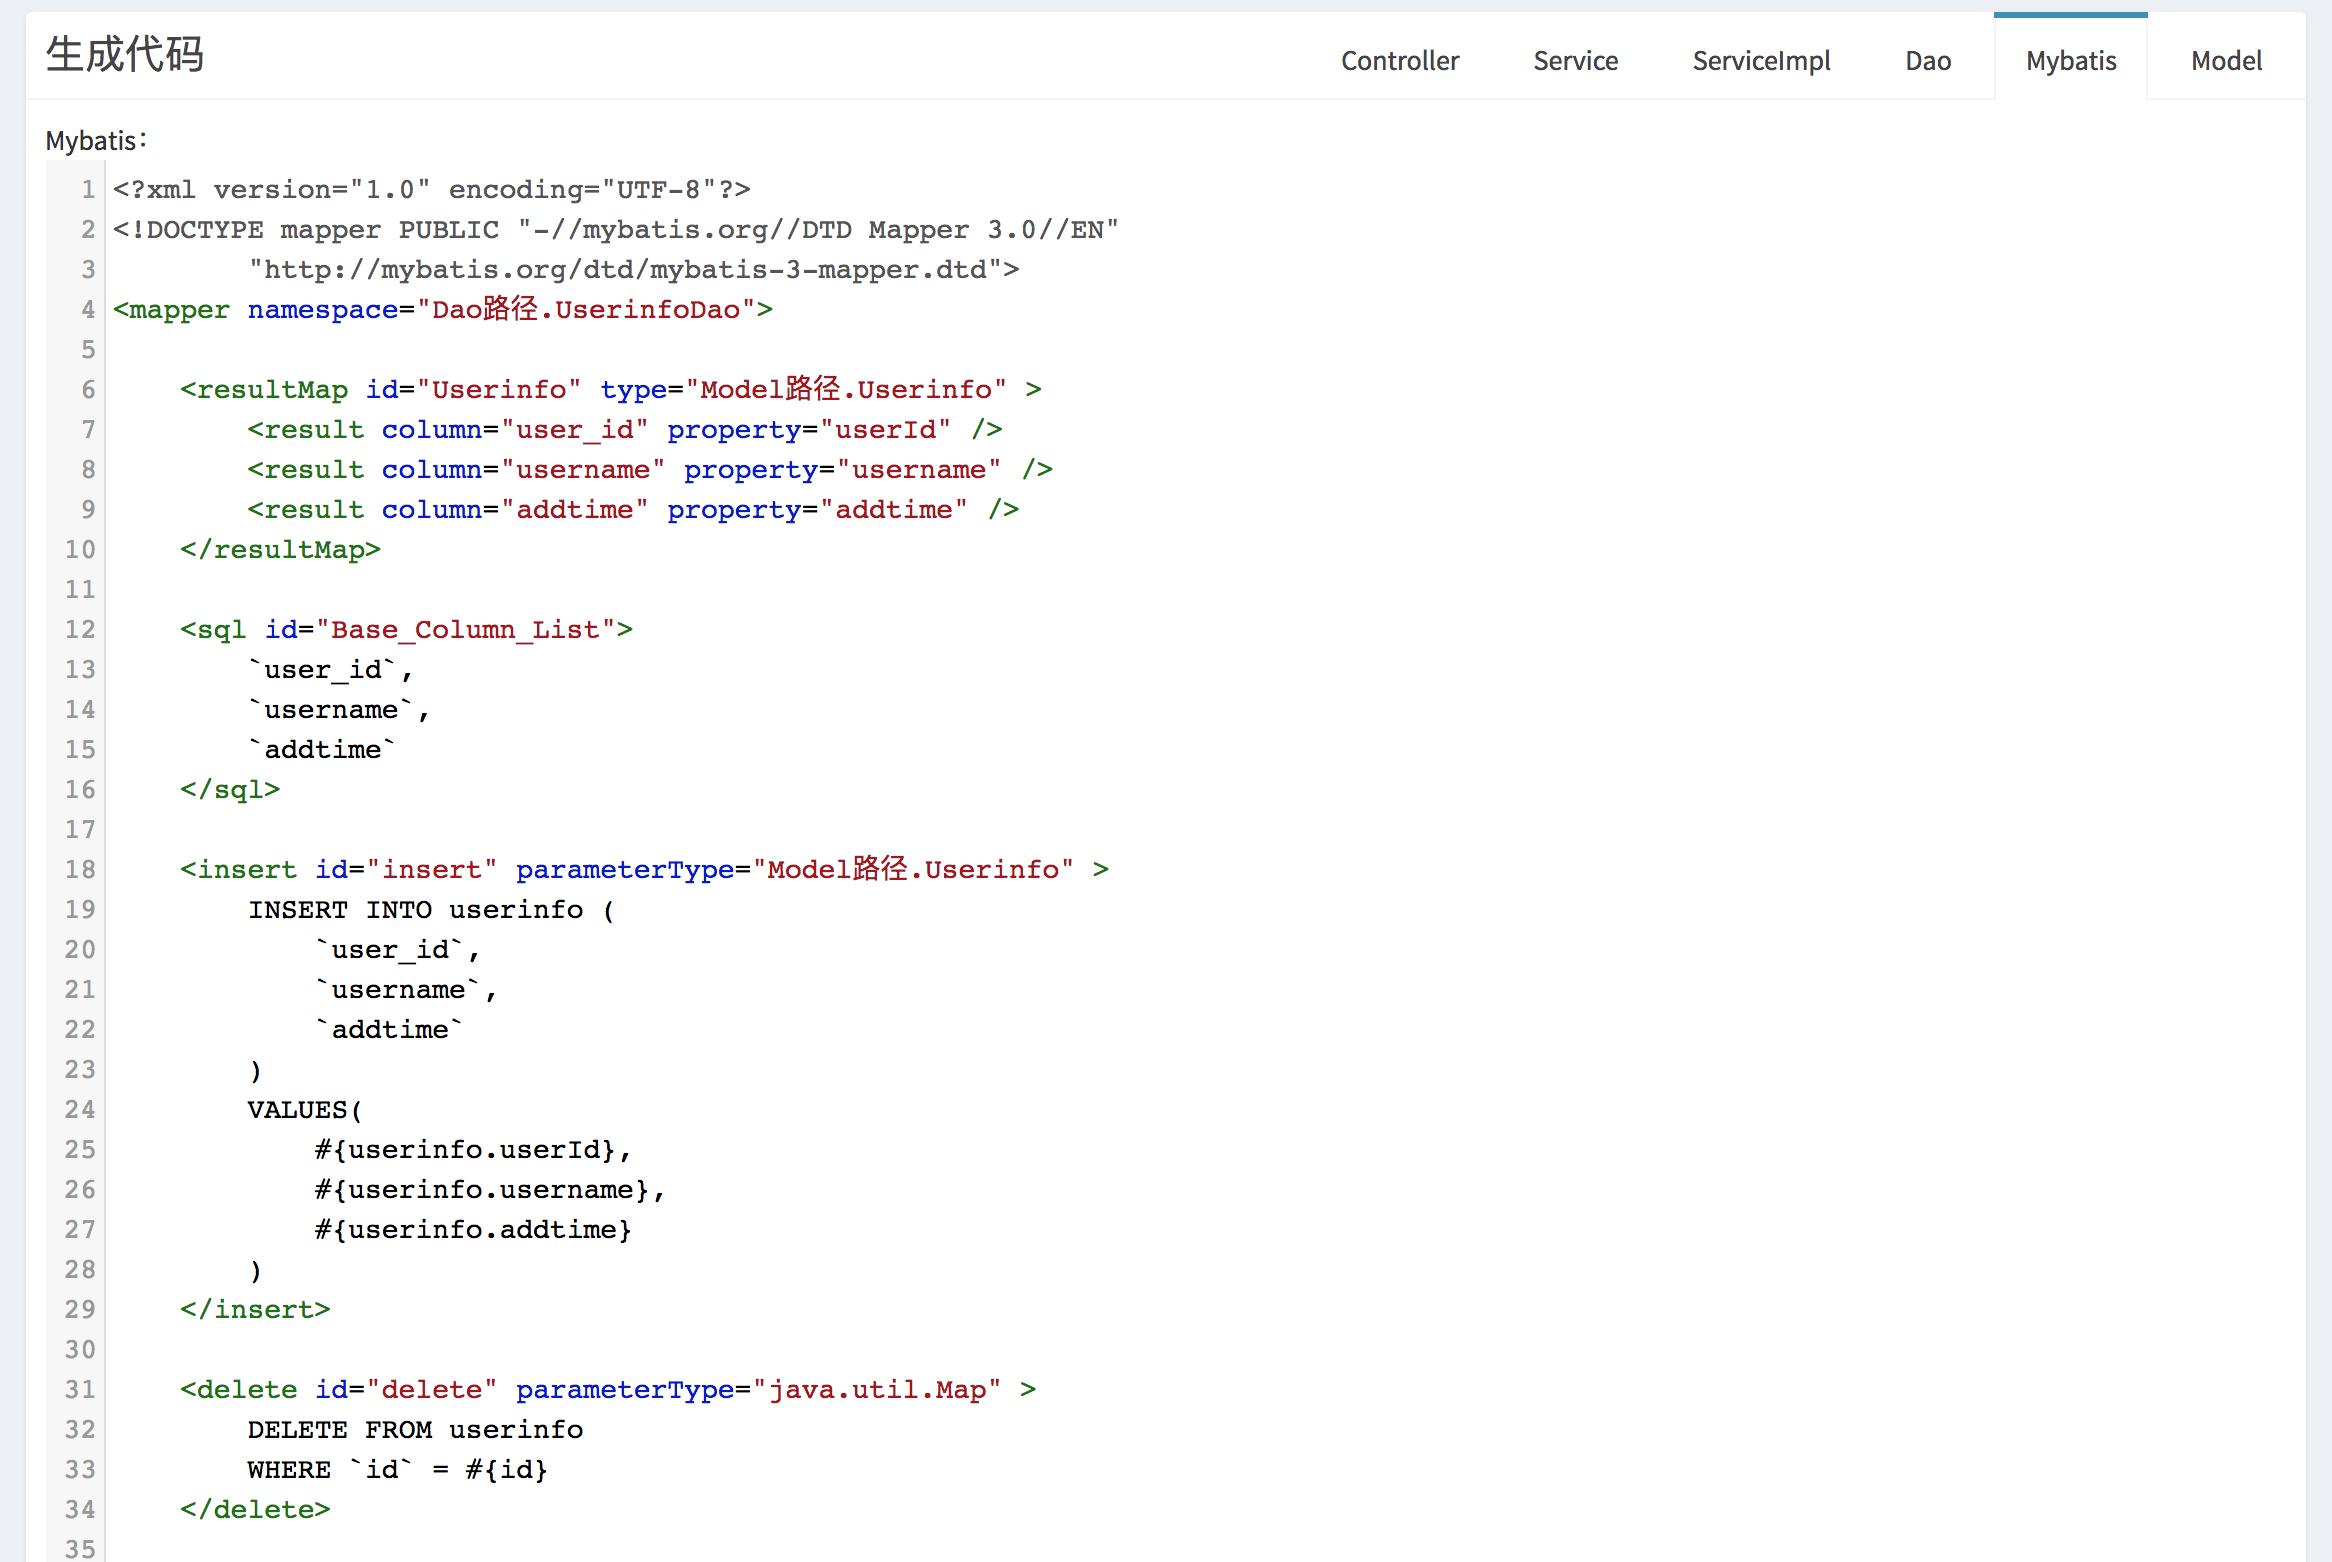 生成代码
Controller Service ServiceImpl Dao Mybatis Model
Mybatis：
1 <?xml version="1.0" encoding="UTF-8"?>
2 <!DOCTYPE mapper PUBLIC "-//mybatis.org//DTD Mapper 3.0//EN"
3         "http://mybatis.org/dtd/mybatis-3-mapper.dtd">
4 <mapper namespace="Dao路径.UserinfoDao">
5
6     <resultMap id="Userinfo" type="Model路径.Userinfo" >
7         <result column="user_id" property="userId" />
8         <result column="username" property="username" />
9         <result column="addtime" property="addtime" />
10     </resultMap>
11
12     <sql id="Base_Column_List">
13         `user_id`,
14         `username`,
15         `addtime`
16     </sql>
17
18     <insert id="insert" parameterType="Model路径.Userinfo" >
19         INSERT INTO userinfo (
20             `user_id`,
21             `username`,
22             `addtime`
23         )
24         VALUES(
25             #{userinfo.userId},
26             #{userinfo.username},
27             #{userinfo.addtime}
28         )
29     </insert>
30
31     <delete id="delete" parameterType="java.util.Map" >
32         DELETE FROM userinfo
33         WHERE `id` = #{id}
34     </delete>
35